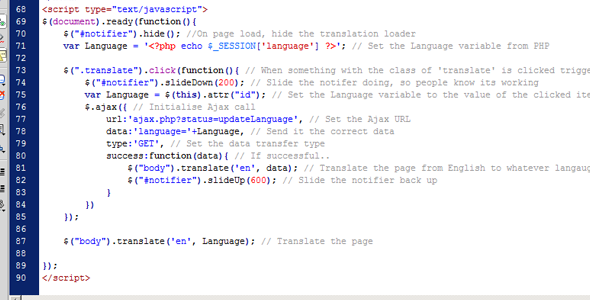 68 <script type="text/javascript">
69 $(document).ready(function(){
70 $("#notifier").hide(); //On page load, hide the translation loader
71 var Language = '<?php echo $_SESSION['language'] ?>'; // Set the Language variable from PHP
72
73 $(".translate").click(function(){ // When something with the class of 'translate' is clicked trigge
74 $("#notifier").slideDown(200); // Slide the notifer doing, so people know its working
75 var Language = $(this).attr("id"); // Set the Language variable to the value of the clicked ite
76 $.ajax({ // Initialise Ajax call
77 url:'ajax.php?status=updateLanguage', // Set the Ajax URL
78 data:'language='+Language, // Send it the correct data
79 type:'GET', // Set the data transfer type
80 success:function(data){ // If successful..
81 $("body").translate('en', data); // Translate the page from English to whatever langaug
82 $("#notifier").slideUp(600); // Slide the notifier back up
83 }
84 })
85 });
86
87 $("body").translate('en', Language); // Translate the page
88
89 });
90 </script>